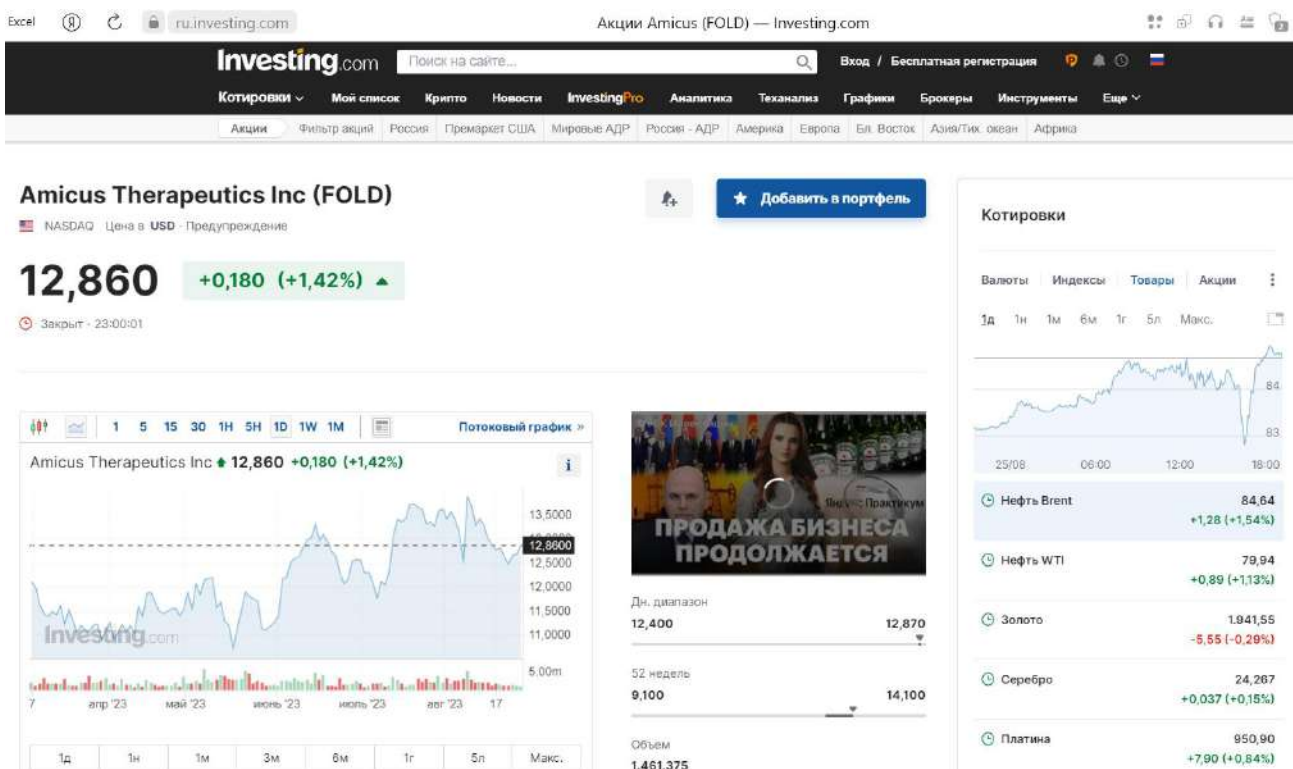 Excel
ru.investing.com
Акции Amicus (FOLD) — Investing.com
Investing.com
Поиск на сайте...
Вход / Бесплатная регистрация
Котировки Мой список Крипто Новости InvestingPro Аналитика Теханализ Графики Брокеры Инструменты Еще
Акции Фильтр акций Россия Премаркет США Мировые АДР Россия - АДР Америка Европа Бл. Восток Азия/Тих. океан Африка
Amicus Therapeutics Inc (FOLD)
Добавить в портфель
NASDAQ Цена в USD · Предупреждение
12,860 +0,180 (+1,42%)
Закрыт · 23:00:01
1 5 15 30 1H 5H 1D 1W 1M Потоковый график »
Amicus Therapeutics Inc 12,860 +0,180 (+1,42%)
13,5000
12,8600
12,5000
12,0000
11,5000
11,0000
Investing.com
5.00m
7 апр '23 май '23 июнь '23 июль '23 авг '23 17
1д 1н 1м 3м 6м 1г 5л Макс.
Яндекс Практикум
ПРОДАЖА БИЗНЕСА
ПРОДОЛЖАЕТСЯ
Дн. диапазон
12,400 12,870
52 недель
9,100 14,100
Объем
1.461.375
Котировки
Валюты Индексы Товары Акции
1д 1н 1м 6м 1г 5л Макс.
84
83
25/08 06:00 12:00 18:00
Нефть Brent 84,64
+1,28 (+1,54%)
Нефть WTI 79,94
+0,89 (+1,13%)
Золото 1.941,55
-5,55 (-0,29%)
Серебро 24,267
+0,037 (+0,15%)
Платина 950,90
+7,90 (+0,84%)